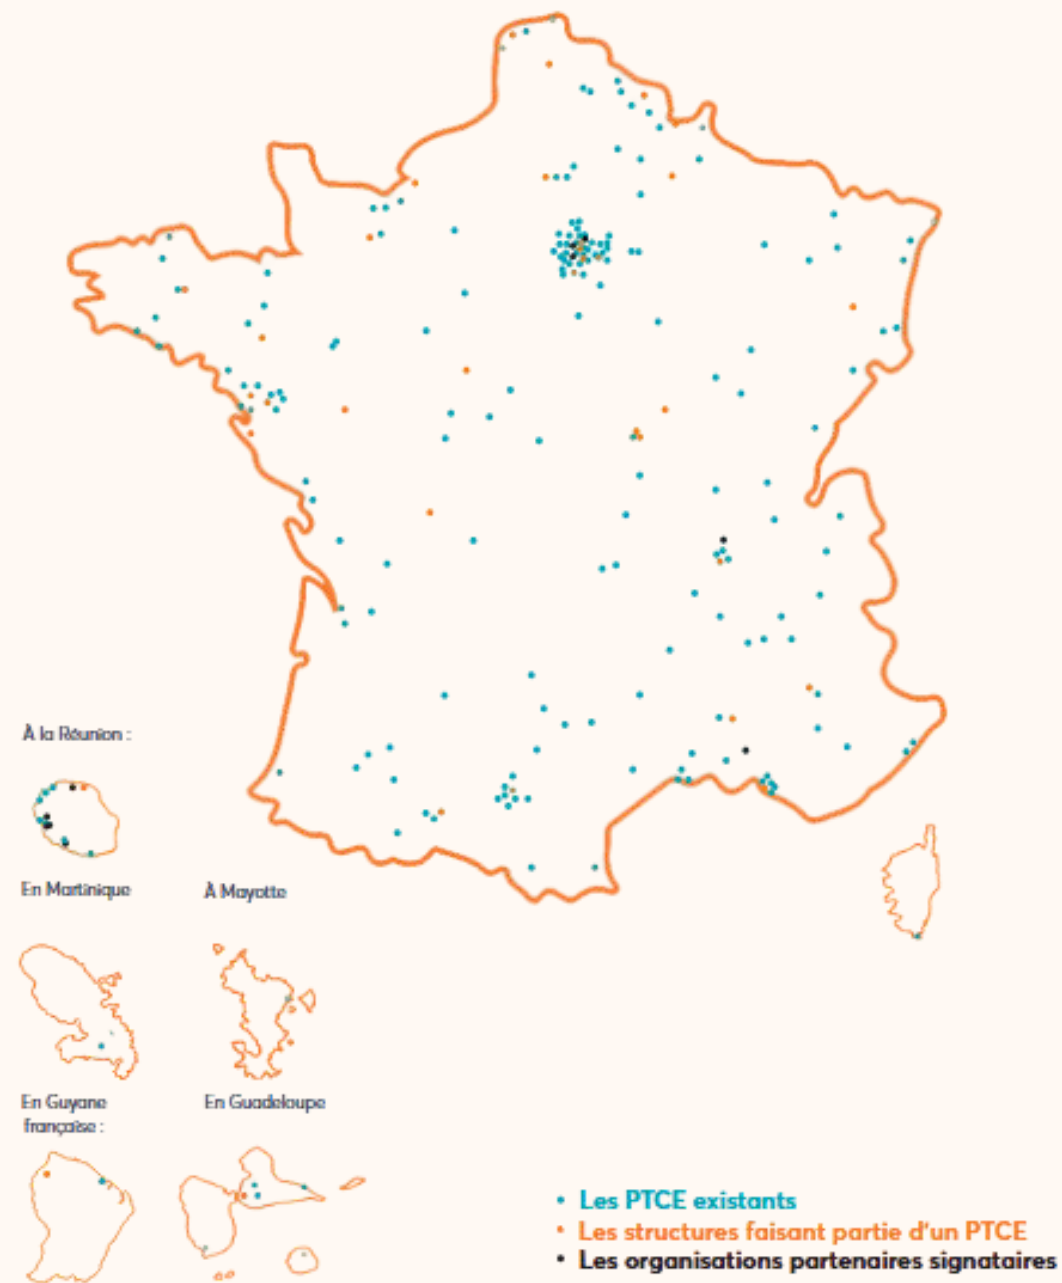 À la Réunion :
En Martinique
À Mayotte
En Guyane
française :
En Guadeloupe
• Les PTCE existants
• Les structures faisant partie d'un PTCE
• Les organisations partenaires signataires